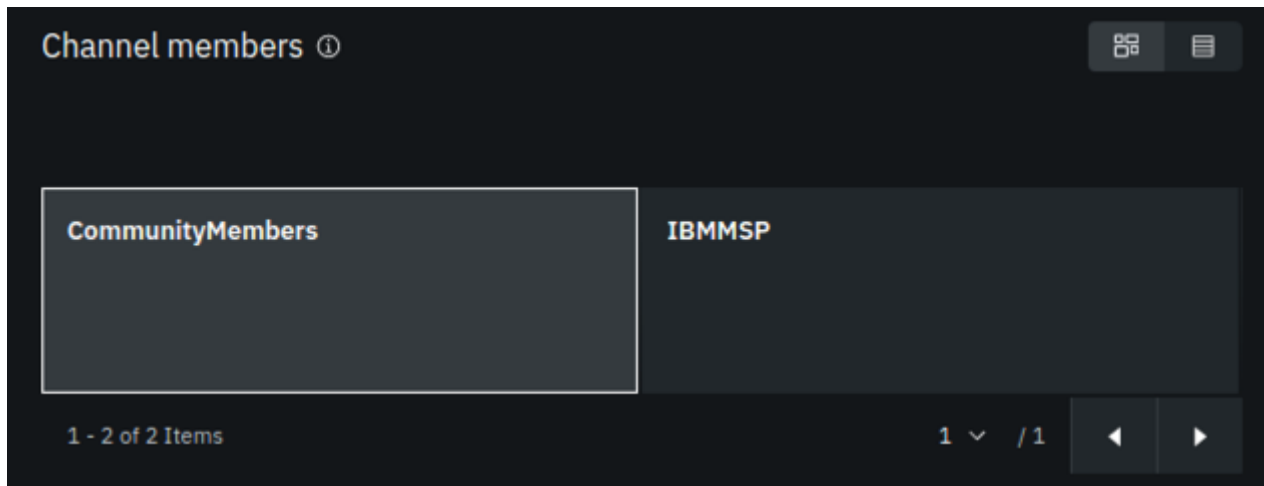 Channel members
CommunityMembers
IBMMSP
1 - 2 of 2 Items
1 / 1